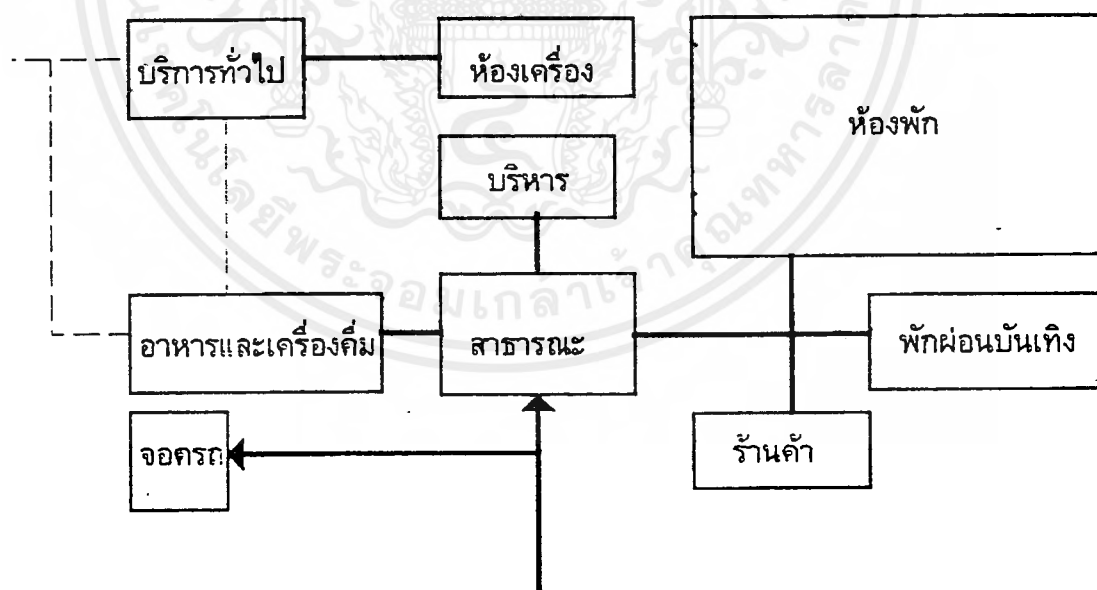 บริการทั่วไป
ห้องเครื่อง
ห้องพัก
บริหาร
อาหารและเครื่องดื่ม
สาธารณะ
พักผ่อนบันเทิง
จอดรถ
ร้านค้า